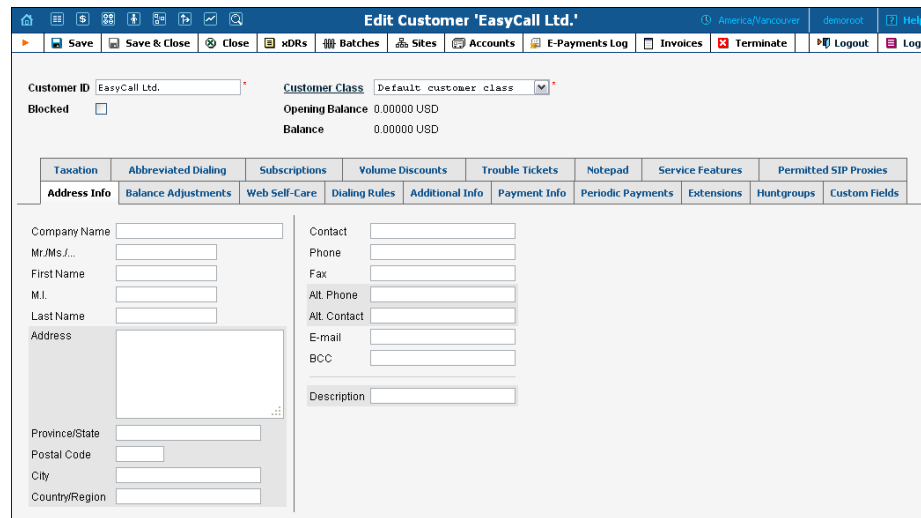 Edit Customer 'EasyCall Ltd.'
America/Vancouver
demoroot
Help
Save
Save & Close
Close
xDRs
Batches
Sites
Accounts
E-Payments Log
Invoices
Terminate
Logout
Log
Customer ID EasyCall Ltd. *
Customer Class Default customer class *
Blocked
Opening Balance 0.00000 USD
Balance 0.00000 USD
Taxation Abbreviated Dialing Subscriptions Volume Discounts Trouble Tickets Notepad Service Features Permitted SIP Proxies
Address Info Balance Adjustments Web Self-Care Dialing Rules Additional Info Payment Info Periodic Payments Extensions Huntgroups Custom Fields
Company Name
Mr./Ms./...
First Name
M.I.
Last Name
Address
Province/State
Postal Code
City
Country/Region
Contact
Phone
Fax
Alt. Phone
Alt. Contact
E-mail
BCC
Description